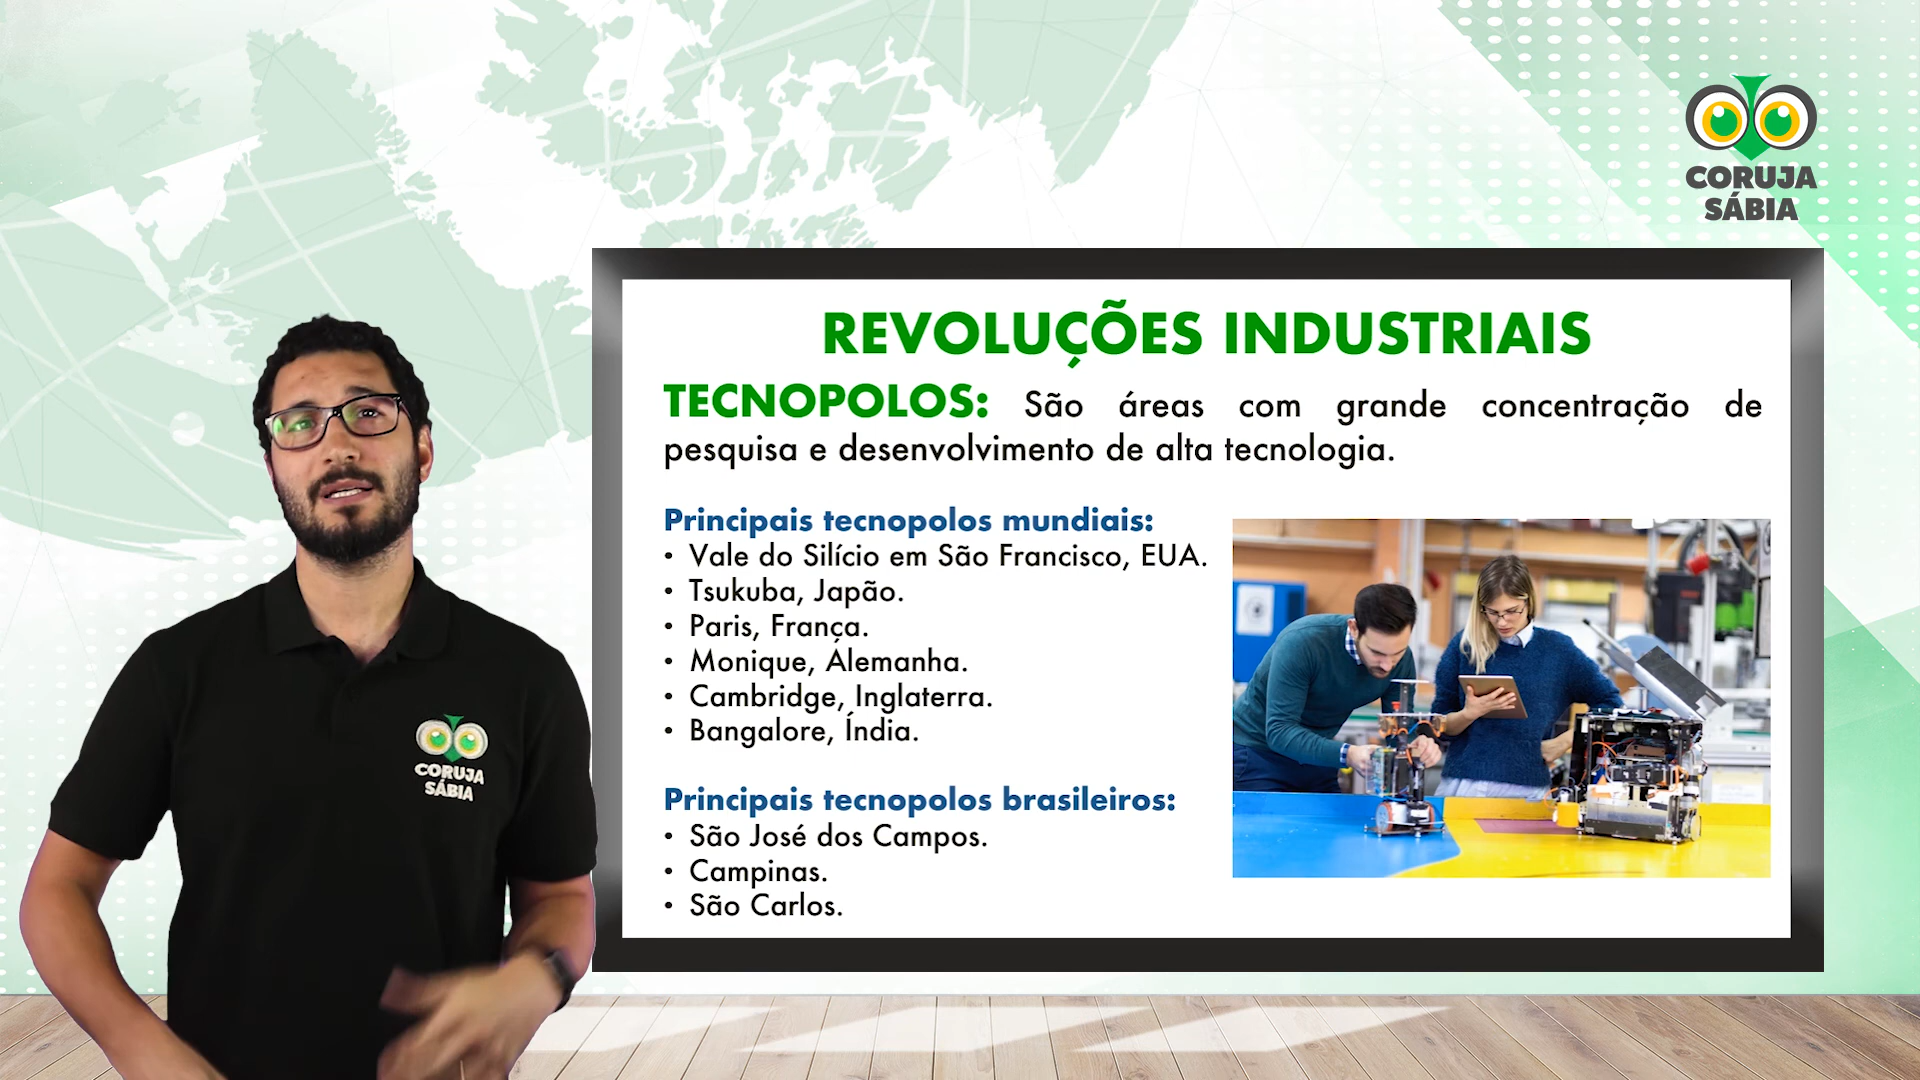 CORUJA
SÁBIA
REVOLUÇÕES INDUSTRIAIS
TECNOPOLOS: São áreas com grande concentração de
pesquisa e desenvolvimento de alta tecnologia.
Principais tecnopolos mundiais:
• Vale do Silício em São Francisco, EUA.
• Tsukuba, Japão.
• Paris, França.
• Monique, Alemanha.
• Cambridge, Inglaterra.
• Bangalore, Índia.
Principais tecnopolos brasileiros:
• São José dos Campos.
• Campinas.
• São Carlos.
CORUJA
SÁBIA